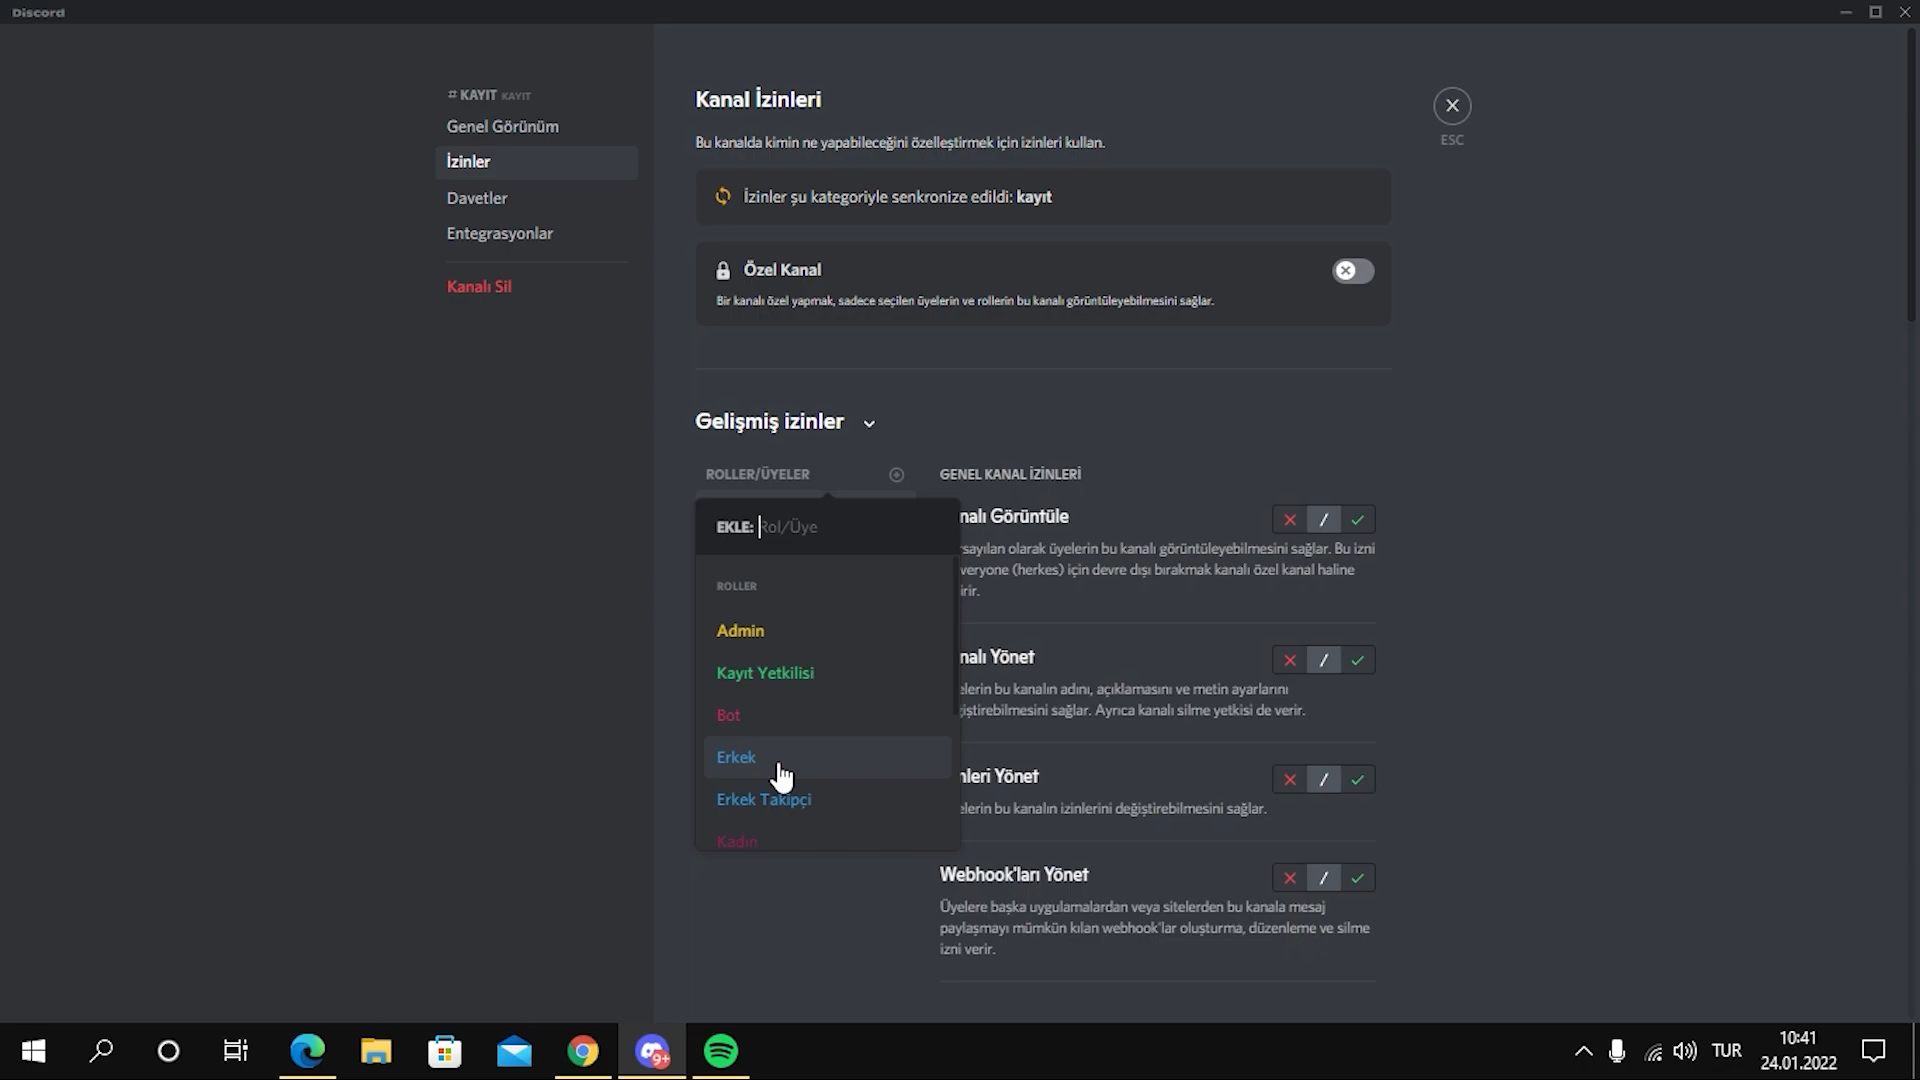 Discord
# KAYIT KAYIT
Genel Görünüm
İzinler
Davetler
Entegrasyonlar
Kanalı Sil
Kanal İzinleri
Bu kanalda kimin ne yapabileceğini özelleştirmek için izinleri kullan.
İzinler şu kategoriyle senkronize edildi: kayıt
Özel Kanal
Bir kanalı özel yapmak, sadece seçilen üyelerin ve rollerin bu kanalı görüntüleyebilmesini sağlar.
ESC
Gelişmiş izinler
ROLLER/ÜYELER
EKLE: Rol/Üye
ROLLER
Admin
Kayıt Yetkilisi
Bot
Erkek
Erkek Takipçi
Kadın
GENEL KANAL İZİNLERİ
nalı Görüntüle
rsayılan olarak üyelerin bu kanalı görüntüleyebilmesini sağlar. Bu izni
veryone (herkes) için devre dışı bırakmak kanalı özel kanal haline
irir.
nalı Yönet
elerin bu kanalın adını, açıklamasını ve metin ayarlarını
ğiştirebilmesini sağlar. Ayrıca kanalı silme yetkisi de verir.
nleri Yönet
elerin bu kanalın izinlerini değiştirebilmesini sağlar.
Webhook'ları Yönet
Üyelere başka uygulamalardan veya sitelerden bu kanala mesaj
paylaşmayı mümkün kılan webhook'lar oluşturma, düzenleme ve silme
izni verir.
9+
TUR
10:41
24.01.2022